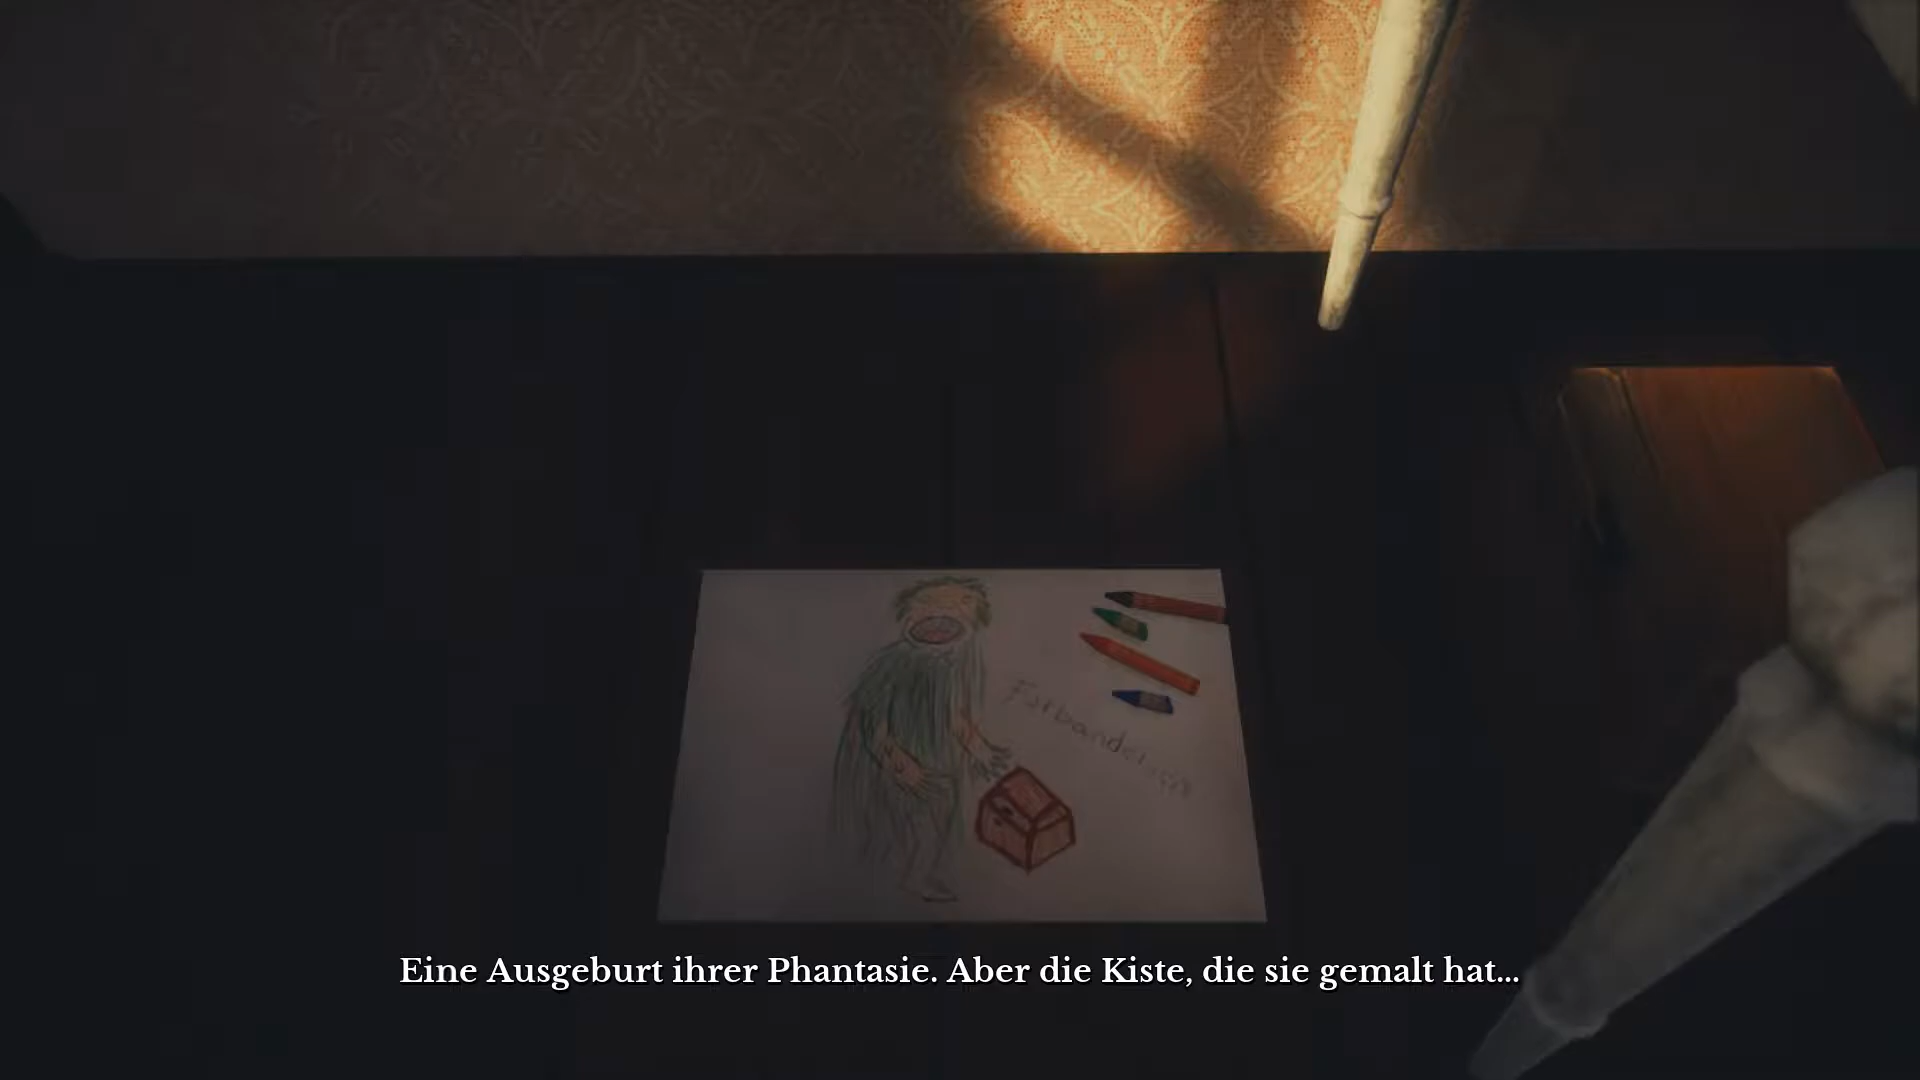 Eine Ausgeburt ihrer Phantasie. Aber die Kiste, die sie gemalt hat...